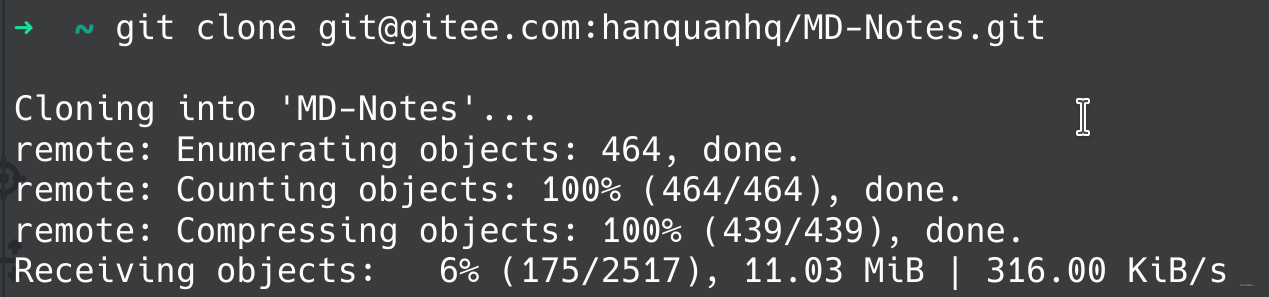 ➜  ~ git clone git@gitee.com:hanquanhq/MD-Notes.git
Cloning into 'MD-Notes'...
remote: Enumerating objects: 464, done.
remote: Counting objects: 100% (464/464), done.
remote: Compressing objects: 100% (439/439), done.
Receiving objects:   6% (175/2517), 11.03 MiB | 316.00 KiB/s